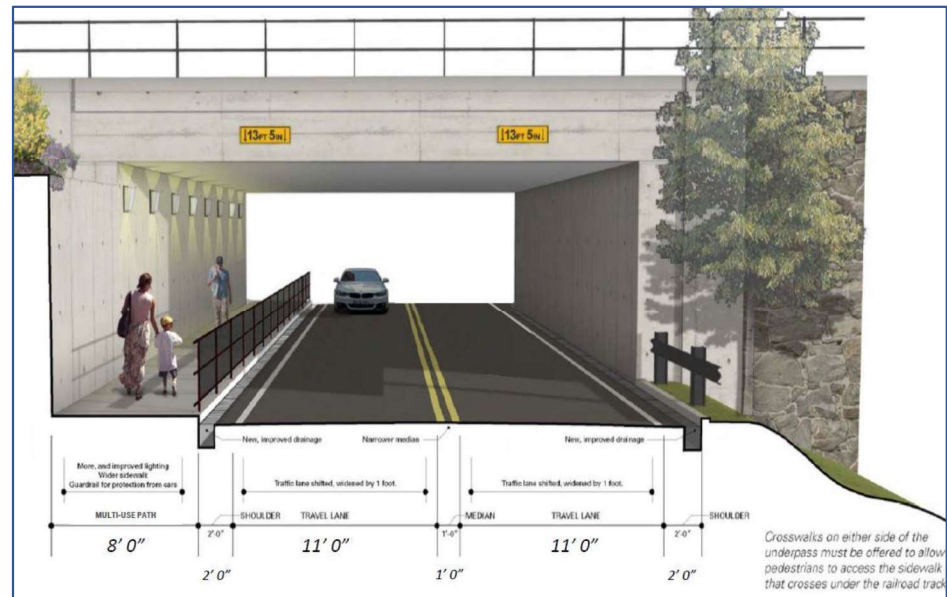 13FT 5IN
13FT 5IN
New, improved drainage
Narrower median
New, improved drainage
More, and improved lighting
Wider sidewalk
Guardrail for protection from cars
Traffic lane shifted, widened by 1 foot.
Traffic lane shifted, widened by 1 foot.
MULTI-USE PATH
SHOULDER
TRAVEL LANE
MEDIAN
TRAVEL LANE
SHOULDER
2'-0"
1'-0"
2'-0"
8' 0"
11' 0"
11' 0"
2' 0"
1' 0"
2' 0"
Crosswalks on either side of the
underpass must be offered to allow
pedestrians to access the sidewalk
that crosses under the railroad track